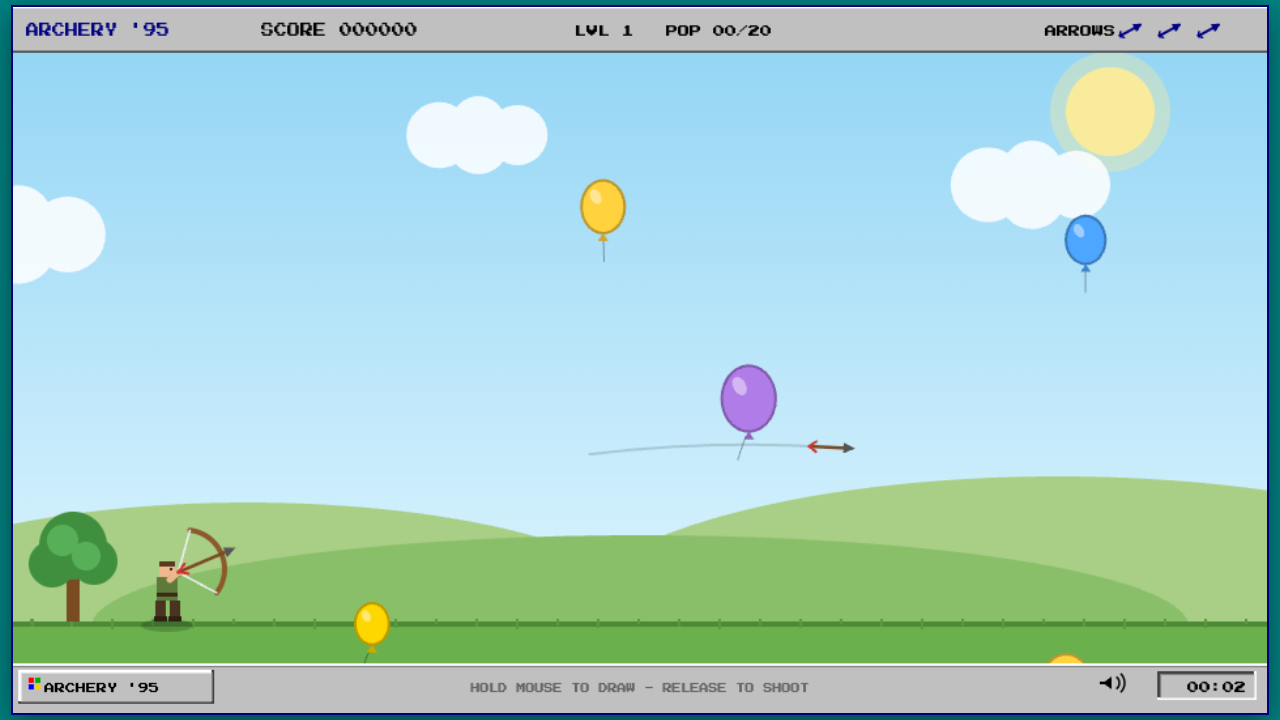 ARCHERY '95 SCORE 000000 LVL 1 POP 00/20 ARROWS
ARCHERY '95 HOLD MOUSE TO DRAW - RELEASE TO SHOOT 00:02